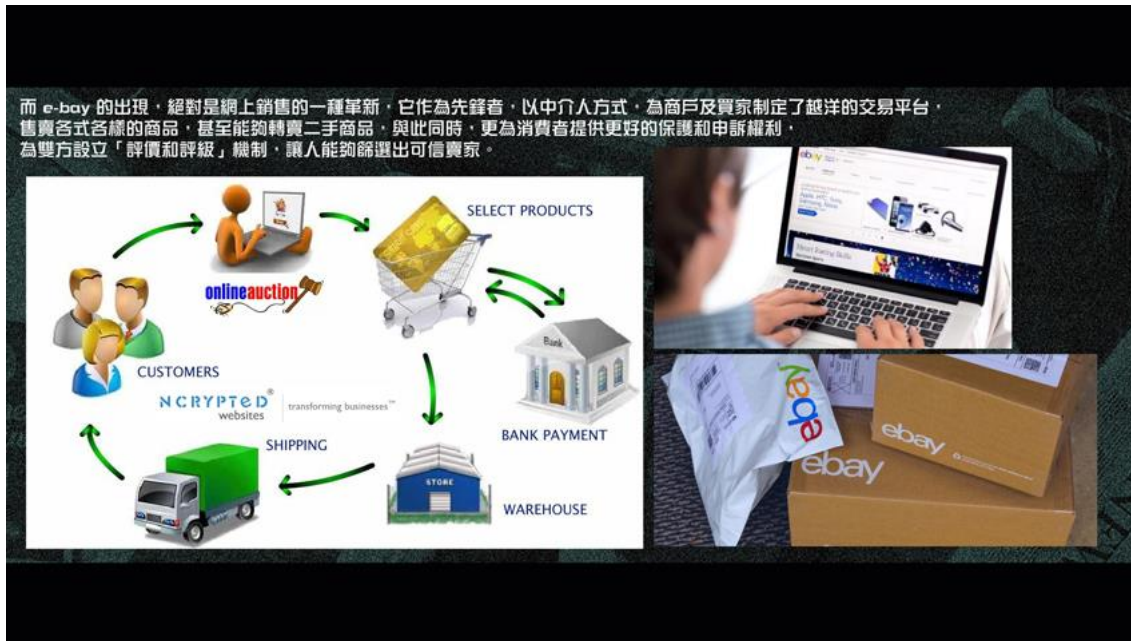 而 e-bay 的出現，絕對是網上銷售的一種革新，它作為先鋒者，以中介人方式，為商戶及買家制定了越洋的交易平台，
售賣各式各樣的商品，甚至能夠轉賣二手商品，與此同時，更為消費者提供更好的保護和申訴權利，
為雙方設立「評價和評級」機制，讓人能夠篩選出可信賣家。
SELECT PRODUCTS
onlineauction
Bank
CUSTOMERS
NCRYPTED®
websites
transforming businesses™
BANK PAYMENT
SHIPPING
STORE
WAREHOUSE
ebay
ebay
ebay
ebay